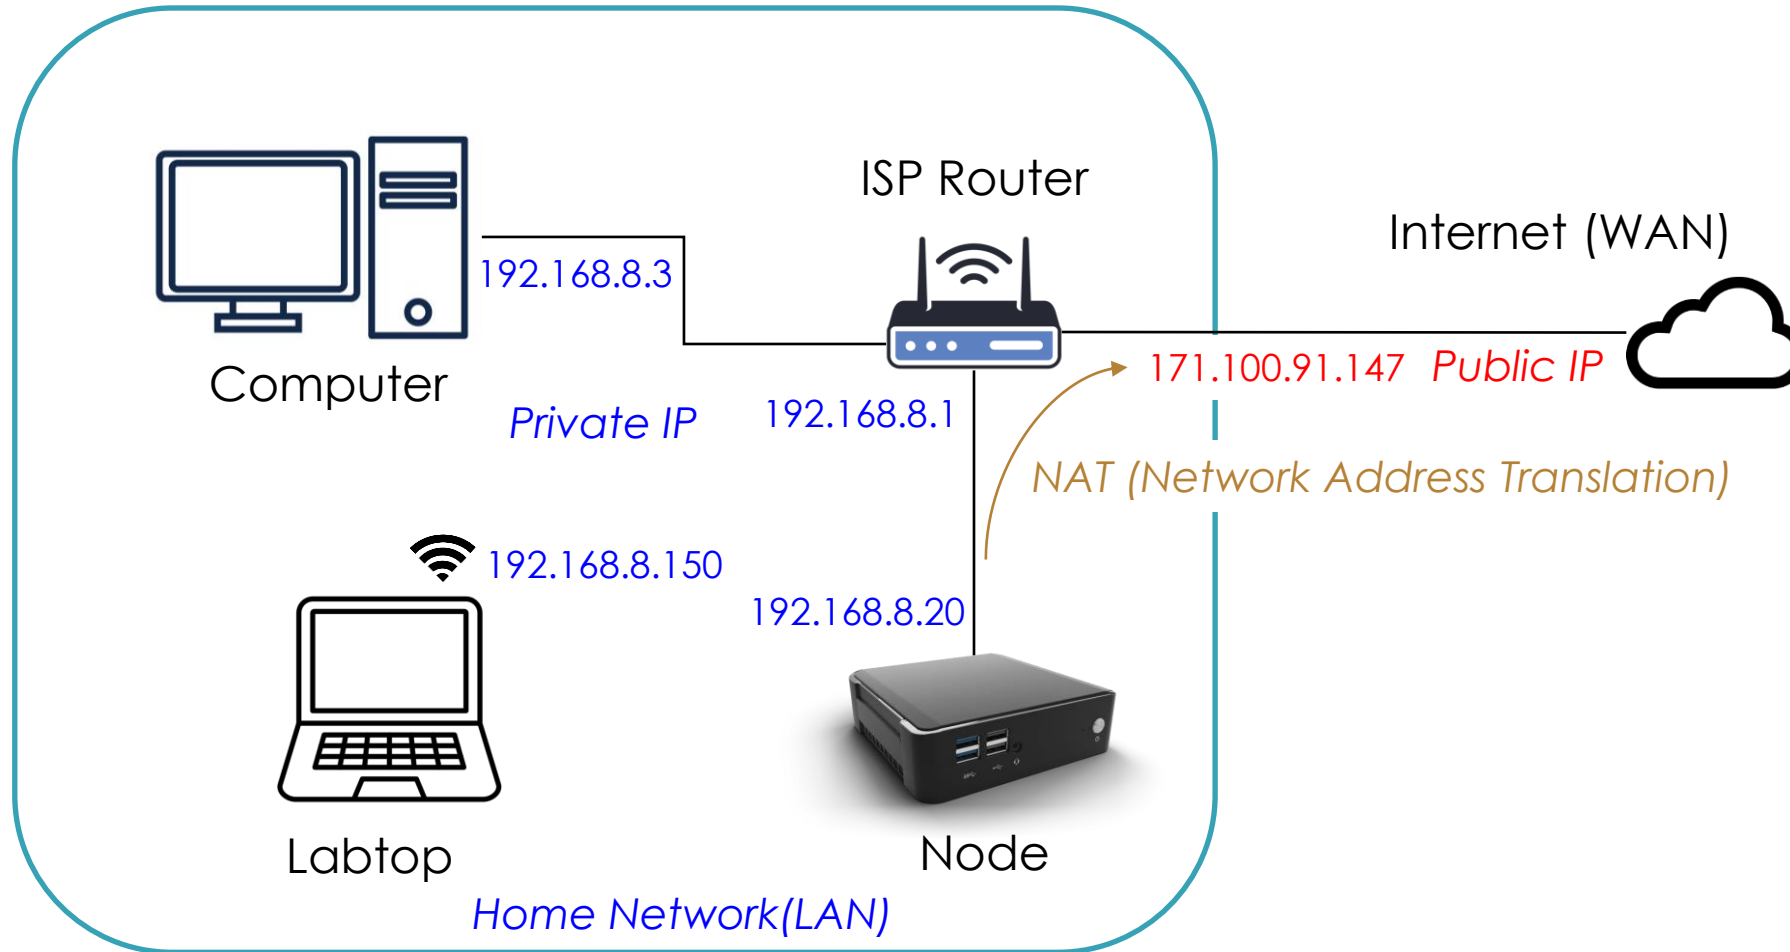 ISP Router
Internet (WAN)
192.168.8.3
171.100.91.147 Public IP
Computer
Private IP
192.168.8.1
NAT (Network Address Translation)
192.168.8.150
192.168.8.20
Labtop
Node
Home Network(LAN)